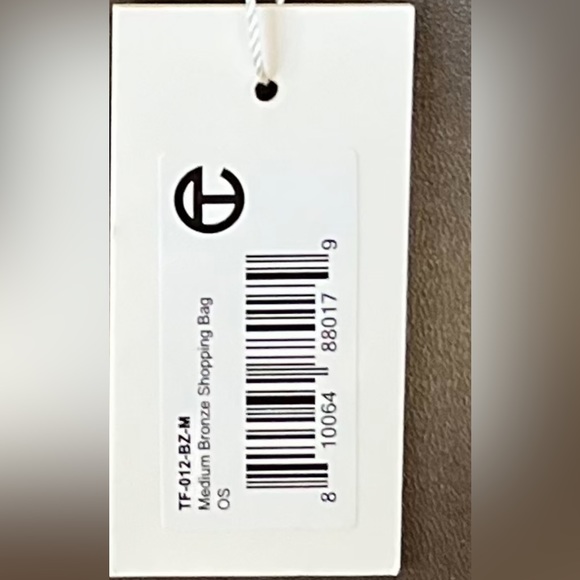 TF-012-BZ-M
Medium Bronze Shopping Bag
OS
8 10064 88017 9